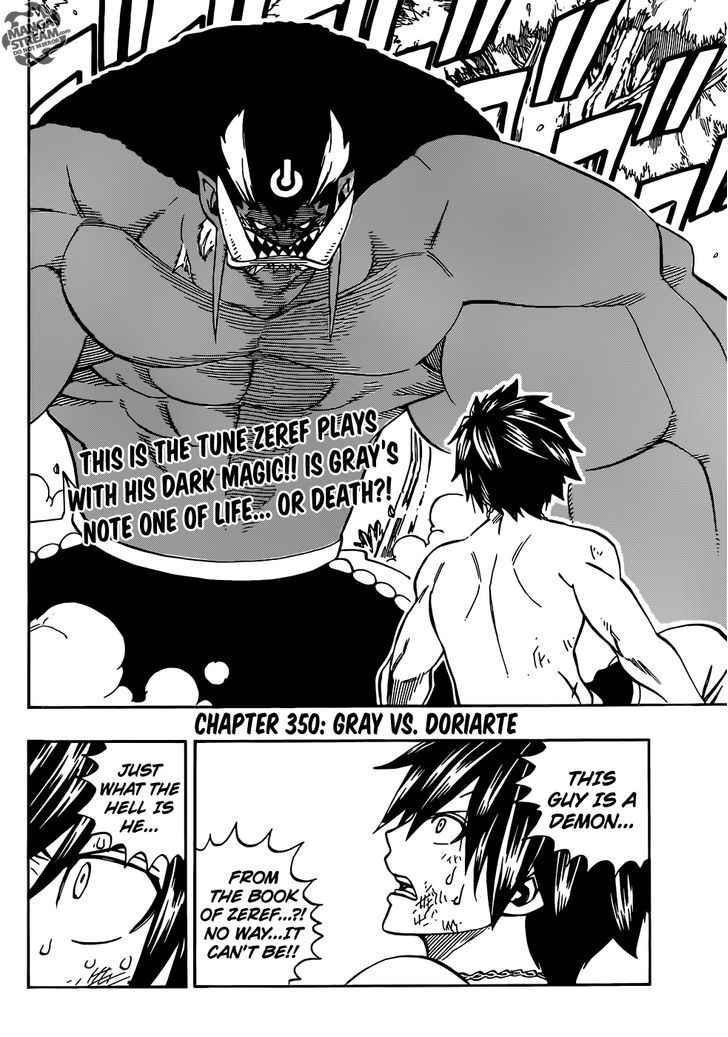 MANGA
STREAM.com
DO NOT MIRROR
THIS IS THE TUNE ZEREF PLAYS
WITH HIS DARK MAGIC!! IS GRAY'S
NOTE ONE OF LIFE... OR DEATH?!
CHAPTER 350: GRAY VS. DORIARTE
THIS
GUY IS A
DEMON...
FROM
THE BOOK
OF ZEREF...?!
NO WAY...IT
CAN'T BE!!
JUST
WHAT THE
HELL IS
HE...